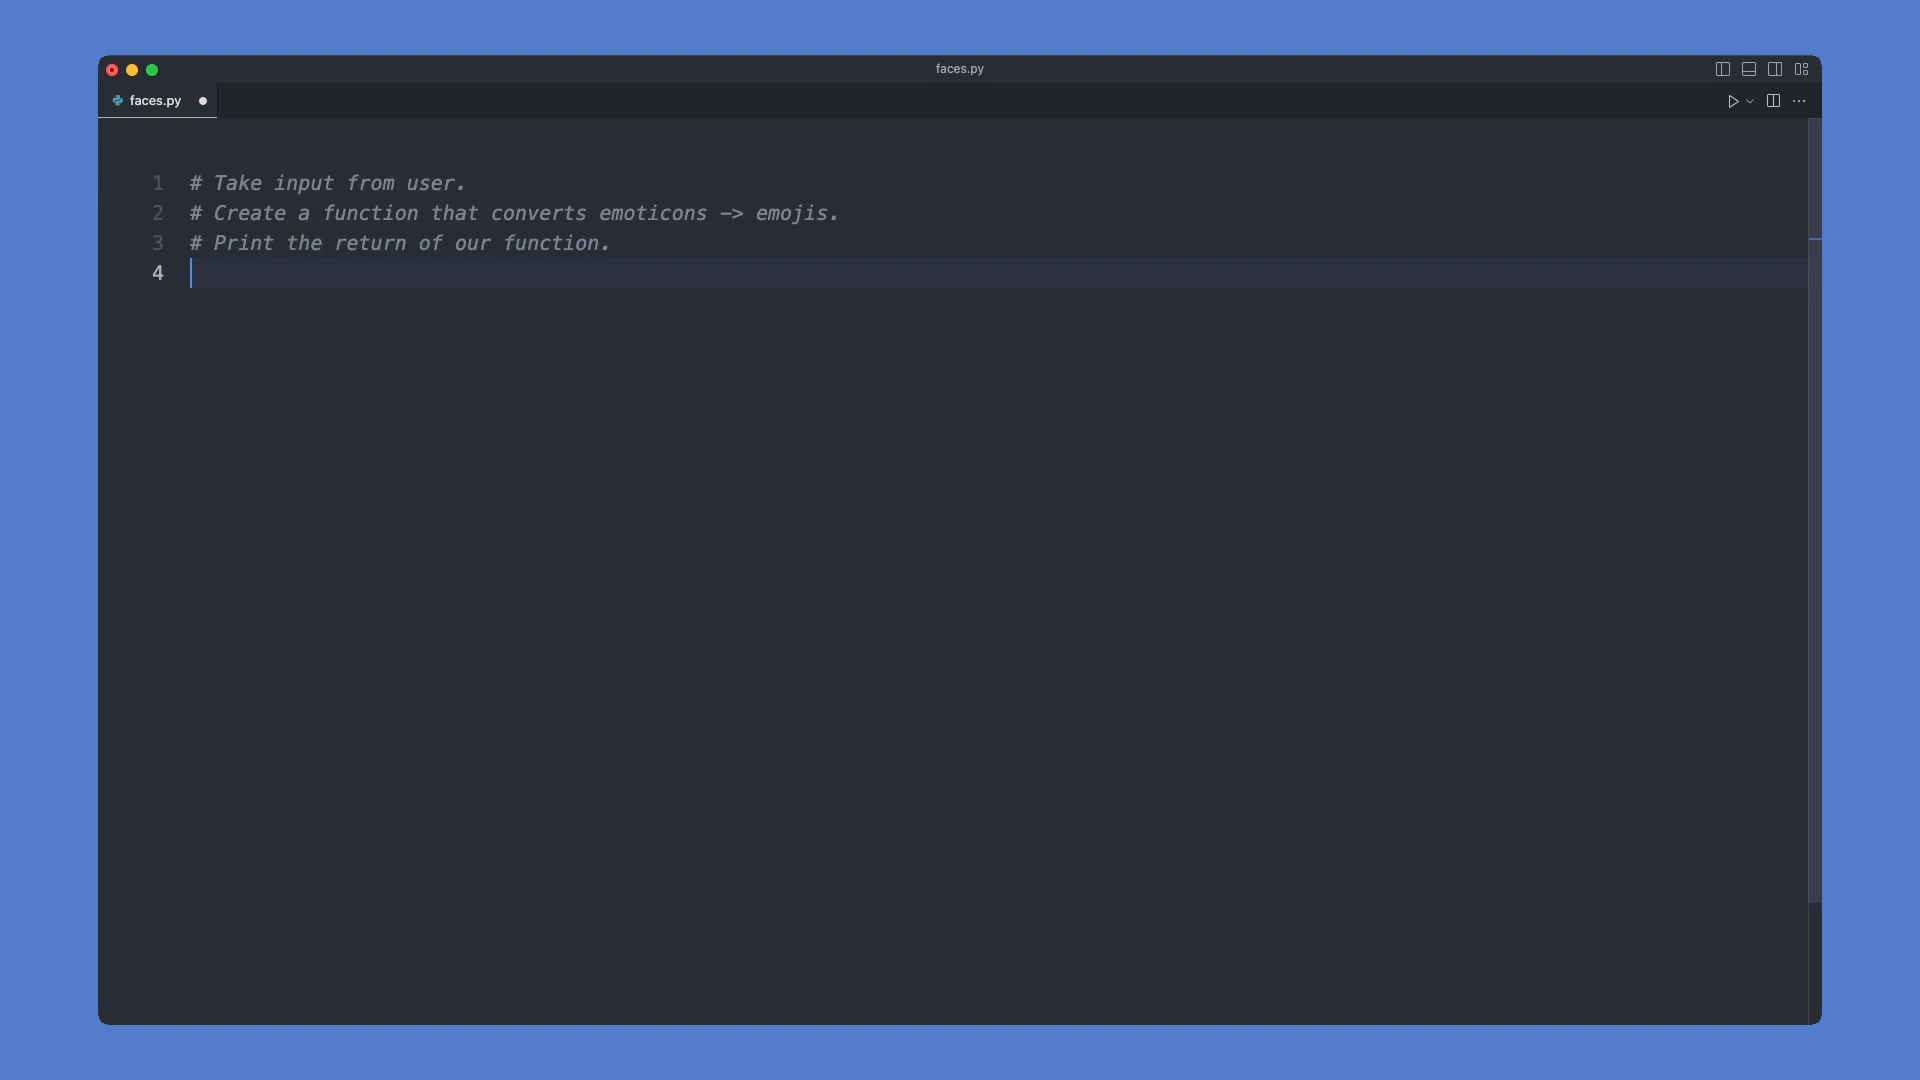 faces.py
faces.py
1 # Take input from user.
2 # Create a function that converts emoticons -> emojis.
3 # Print the return of our function.
4